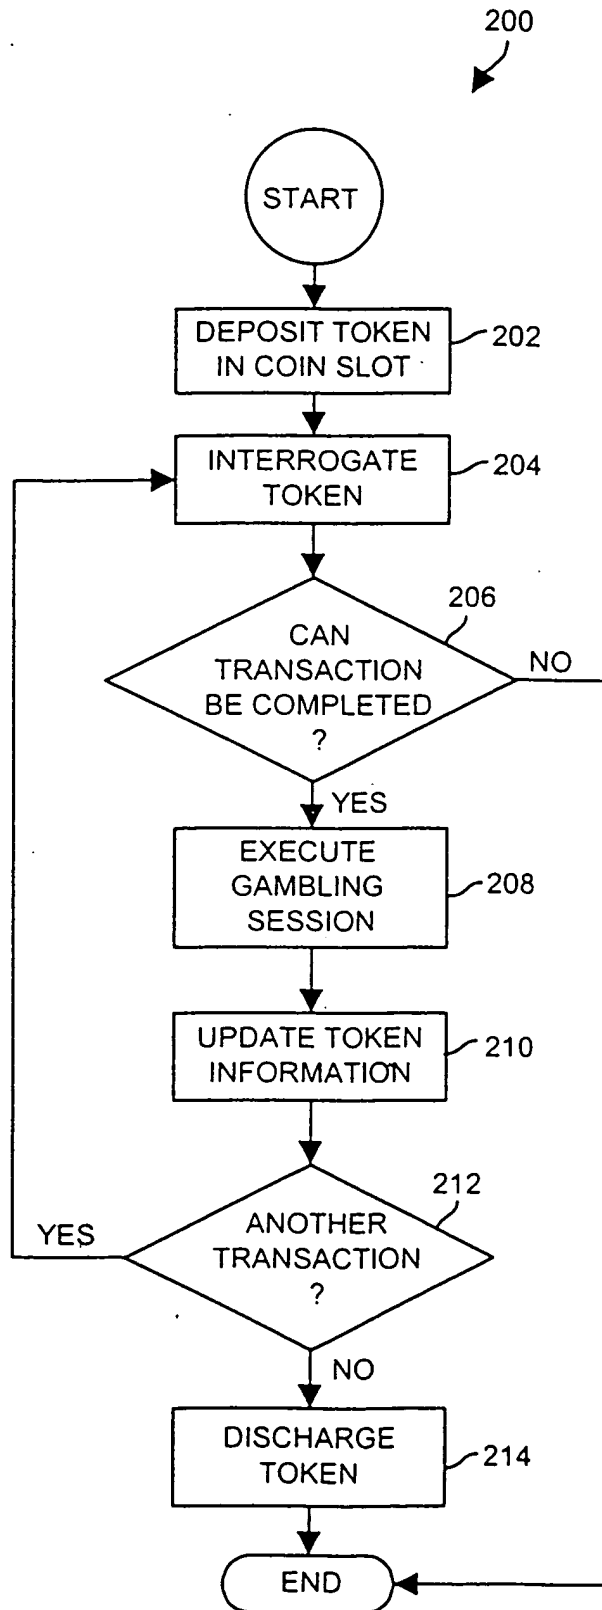 200
START
DEPOSIT TOKEN
IN COIN SLOT
202
INTERROGATE
TOKEN
204
206
CAN
TRANSACTION
BE COMPLETED
?
NO
YES
EXECUTE
GAMBLING
SESSION
208
UPDATE TOKEN
INFORMATION
210
212
YES
ANOTHER
TRANSACTION
?
NO
DISCHARGE
TOKEN
214
END